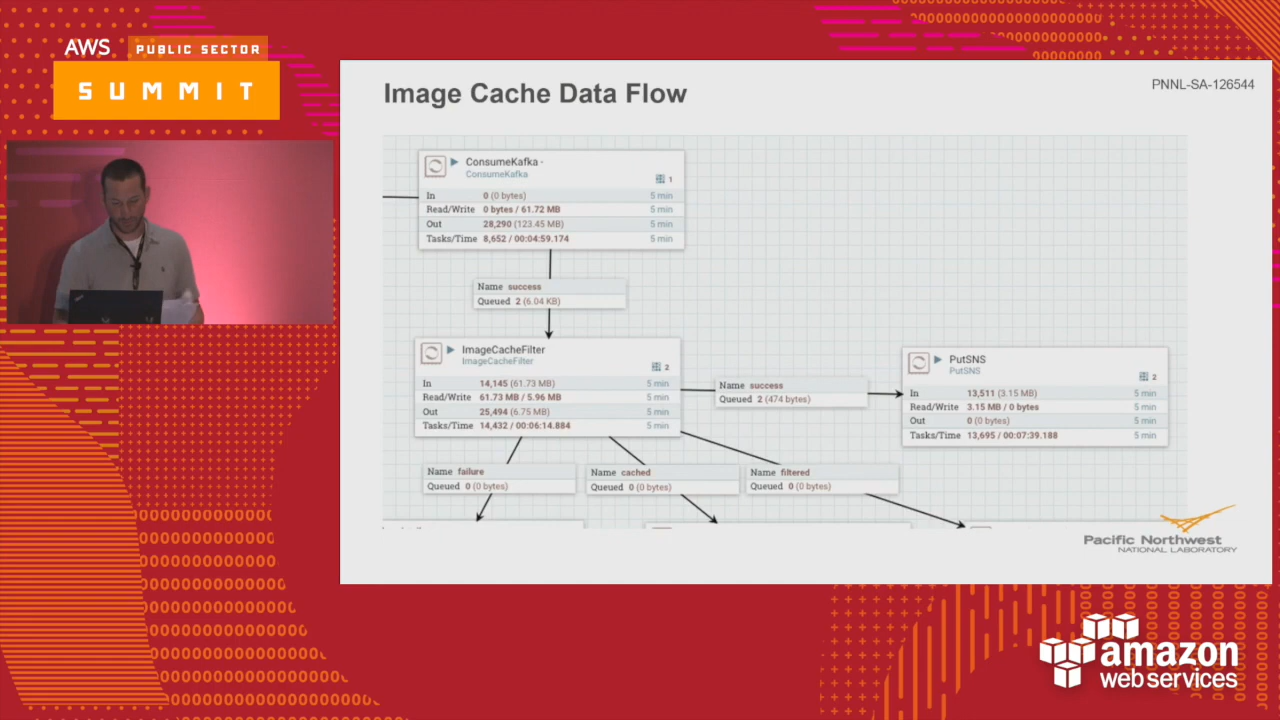 AWS PUBLIC SECTOR
SUMMIT
Image Cache Data Flow
PNNL-SA-126544
ConsumeKafka -
ConsumeKafka
1
In 0 (0 bytes) 5 min
Read/Write 0 bytes / 61.72 MB 5 min
Out 28,290 (123.45 MB) 5 min
Tasks/Time 8,652 / 00:04:59.174 5 min
Name success
Queued 2 (6.04 KB)
ImageCacheFilter
ImageCacheFilter
2
In 14,145 (61.73 MB) 5 min
Read/Write 61.73 MB / 5.96 MB 5 min
Out 25,494 (6.75 MB) 5 min
Tasks/Time 14,432 / 00:06:14.884 5 min
Name success
Queued 2 (474 bytes)
PutSNS
PutSNS
2
In 13,511 (3.15 MB) 5 min
Read/Write 3.15 MB / 0 bytes 5 min
Out 0 (0 bytes) 5 min
Tasks/Time 13,695 / 00:07:39.188 5 min
Name failure
Queued 0 (0 bytes)
Name cached
Queued 0 (0 bytes)
Name filtered
Queued 0 (0 bytes)
Pacific Northwest
NATIONAL LABORATORY
amazon
web services